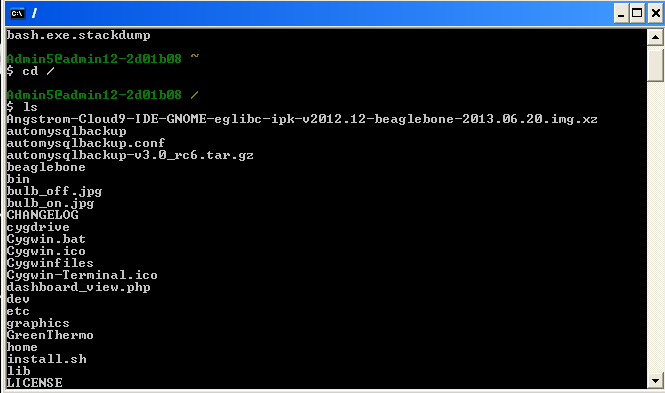 /
bash.exe.stackdump
Admin5@admin12-2d01b08 ~
$ cd /
Admin5@admin12-2d01b08 /
$ ls
Angstrom-Cloud9-IDE-GNOME-eglibc-ipk-v2012.12-beaglebone-2013.06.20.img.xz
automysqlbackup
automysqlbackup.conf
automysqlbackup-v3.0_rc6.tar.gz
beaglebone
bin
bulb_off.jpg
bulb_on.jpg
CHANGELOG
cygdrive
Cygwin.bat
Cygwin.ico
Cygwinfiles
Cygwin-Terminal.ico
dashboard_view.php
dev
etc
graphics
GreenThermo
home
install.sh
lib
LICENSE